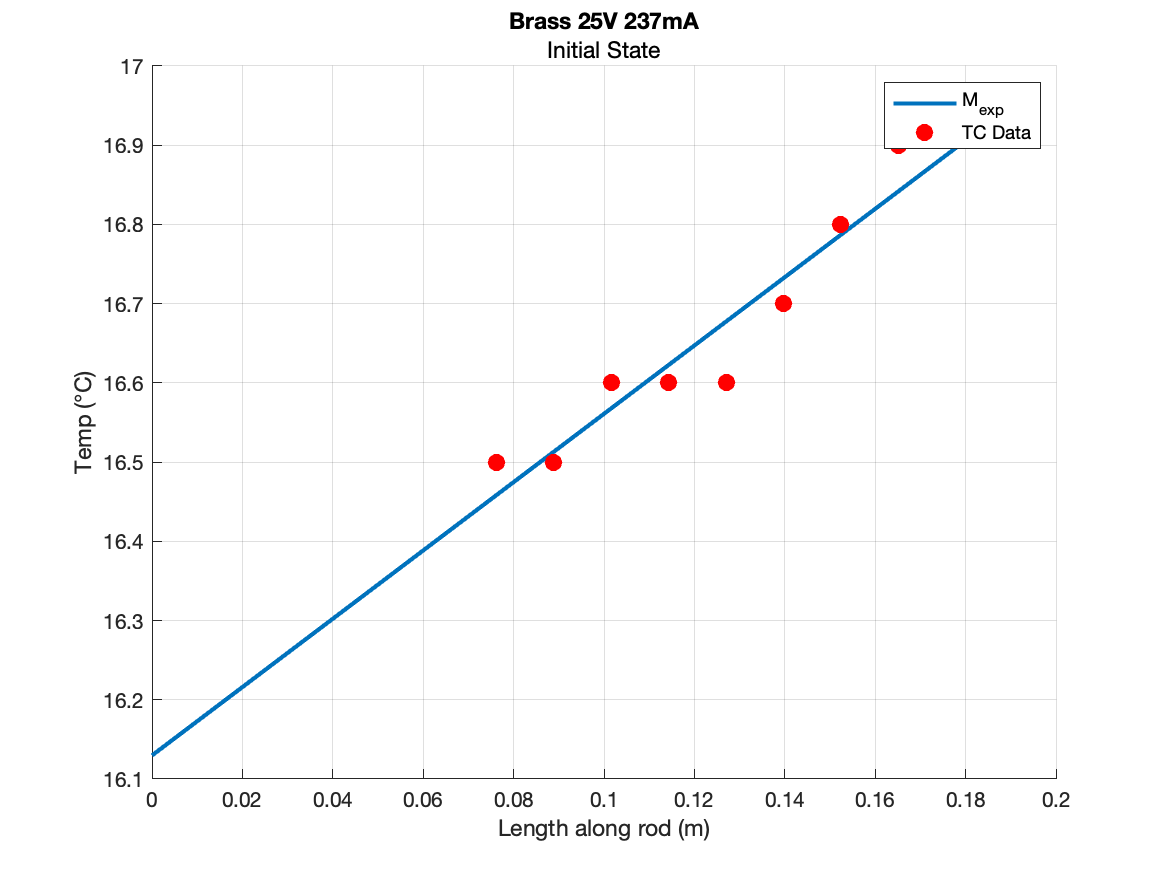 Brass 25V 237mA
Initial State
17
16.9
16.8
16.7
16.6
16.5
16.4
16.3
16.2
16.1
Temp (°C)
M_exp
TC Data
0 0.02 0.04 0.06 0.08 0.1 0.12 0.14 0.16 0.18 0.2
Length along rod (m)